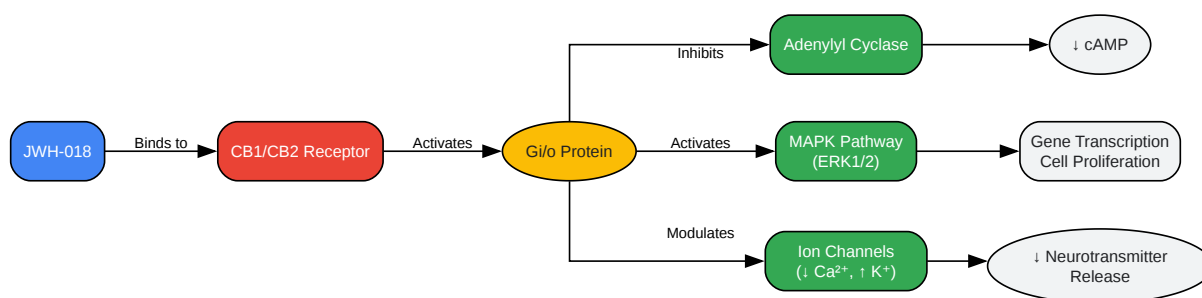 Inhibits
Adenylyl Cyclase
↓ cAMP
JWH-018
Binds to
CB1/CB2 Receptor
Activates
Gi/o Protein
Activates
MAPK Pathway
(ERK1/2)
Gene Transcription
Cell Proliferation
Modulates
Ion Channels
(↓ Ca²⁺, ↑ K⁺)
↓ Neurotransmitter
Release